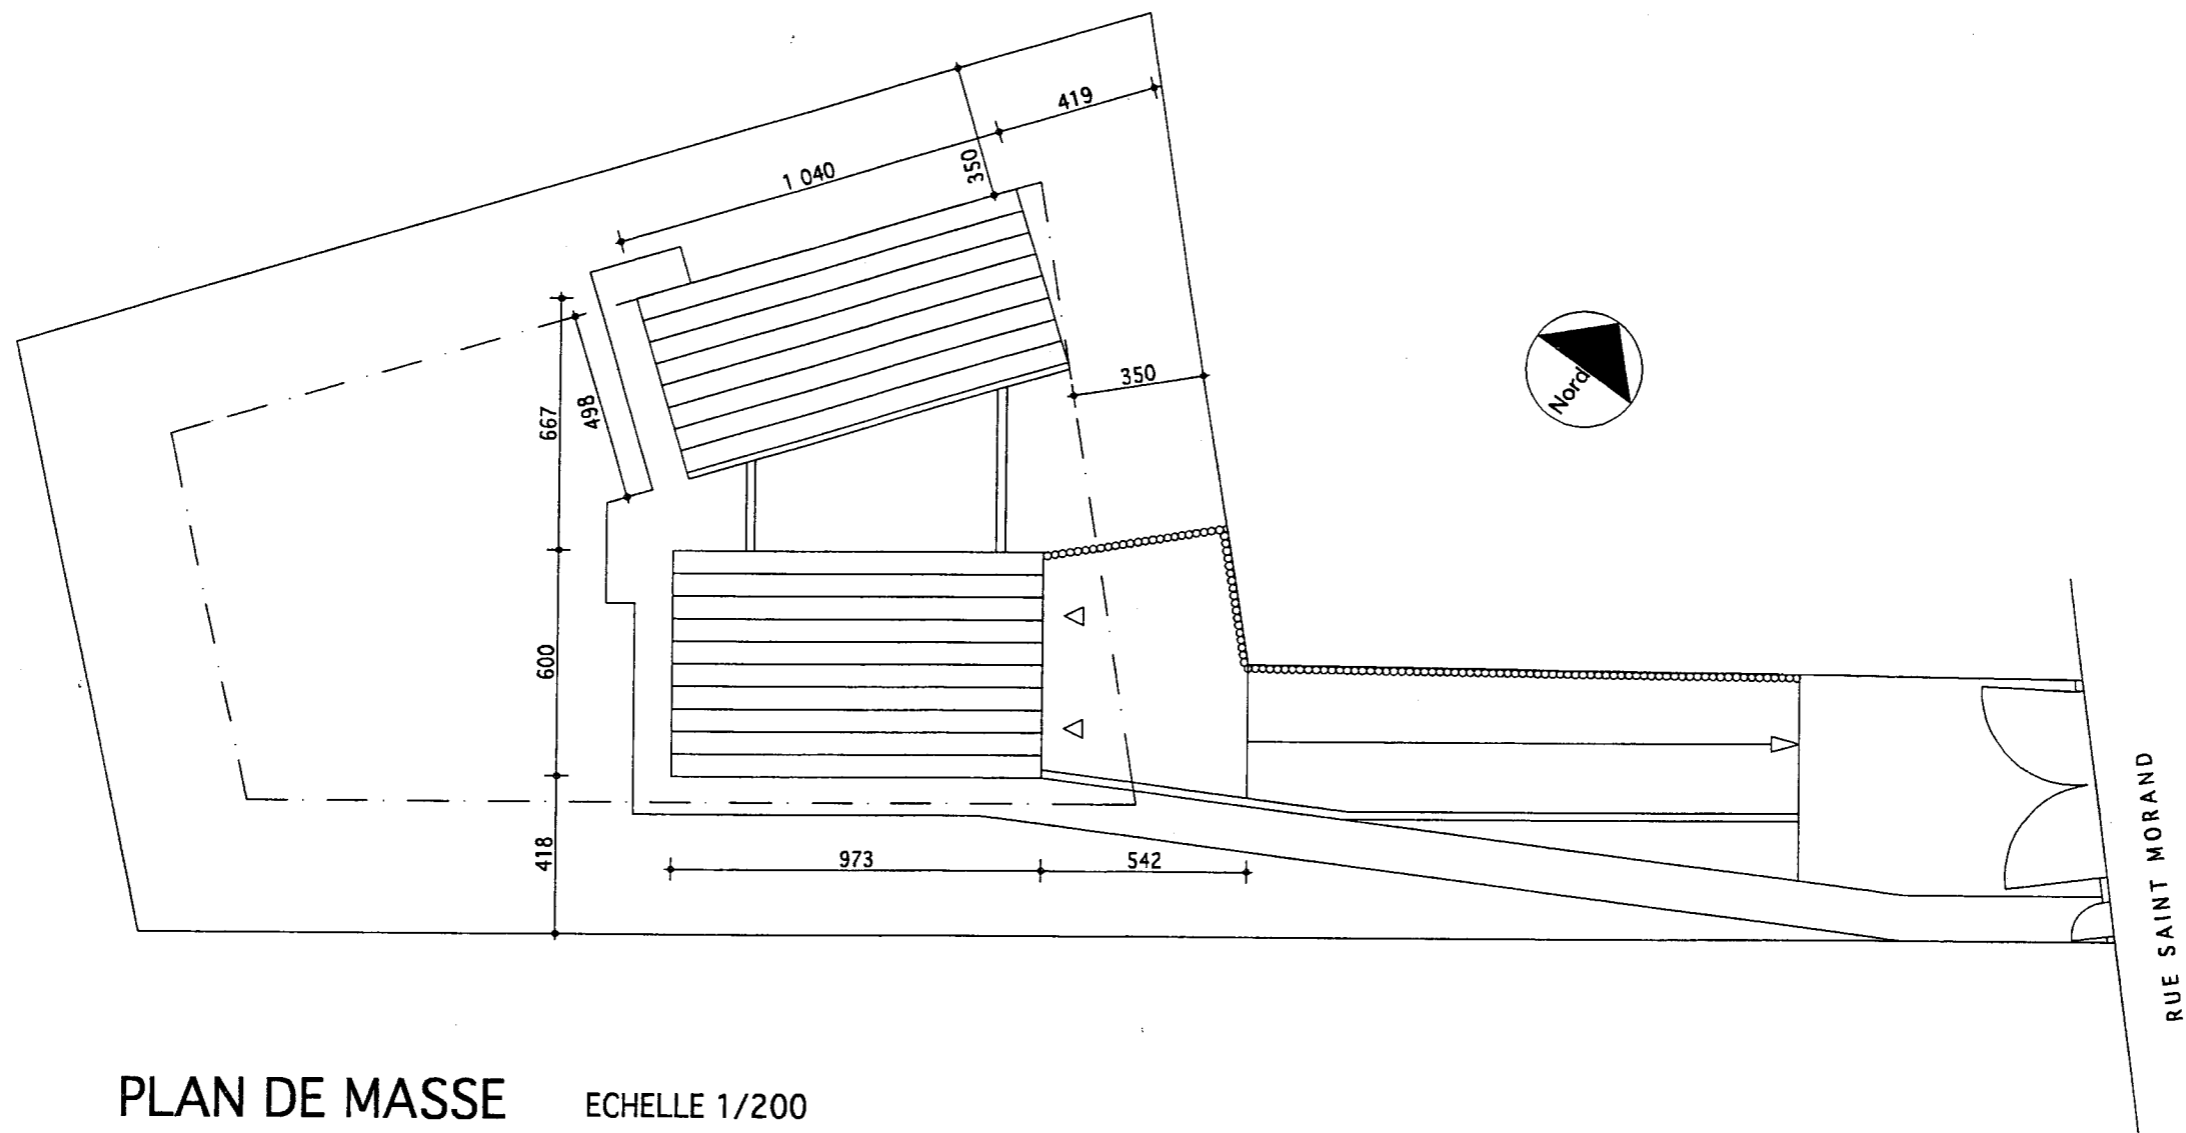 419
1 040
350
350
498
667
Nord
600
418
973
542
RUE SAINT MORAND
PLAN DE MASSE
ECHELLE 1/200